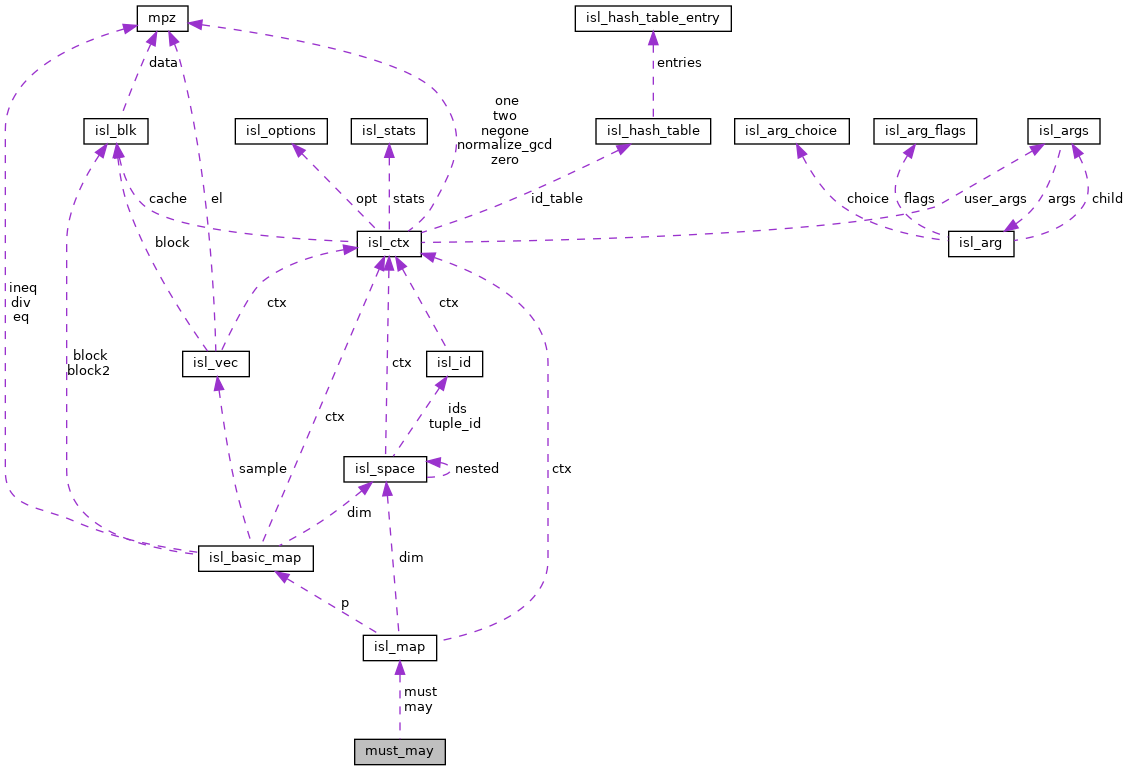 mpz
isl_hash_table_entry
data
entries
one
two
negone
normalize_gcd
zero
isl_blk
isl_options
isl_stats
isl_hash_table
isl_arg_choice
isl_arg_flags
isl_args
cache
el
opt
stats
id_table
choice
flags
user_args
args
child
block
isl_ctx
isl_arg
ineq
div
eq
ctx
ctx
block
block2
isl_vec
ctx
isl_id
ids
tuple_id
ctx
sample
isl_space
nested
ctx
dim
isl_basic_map
dim
p
isl_map
must
may
must_may